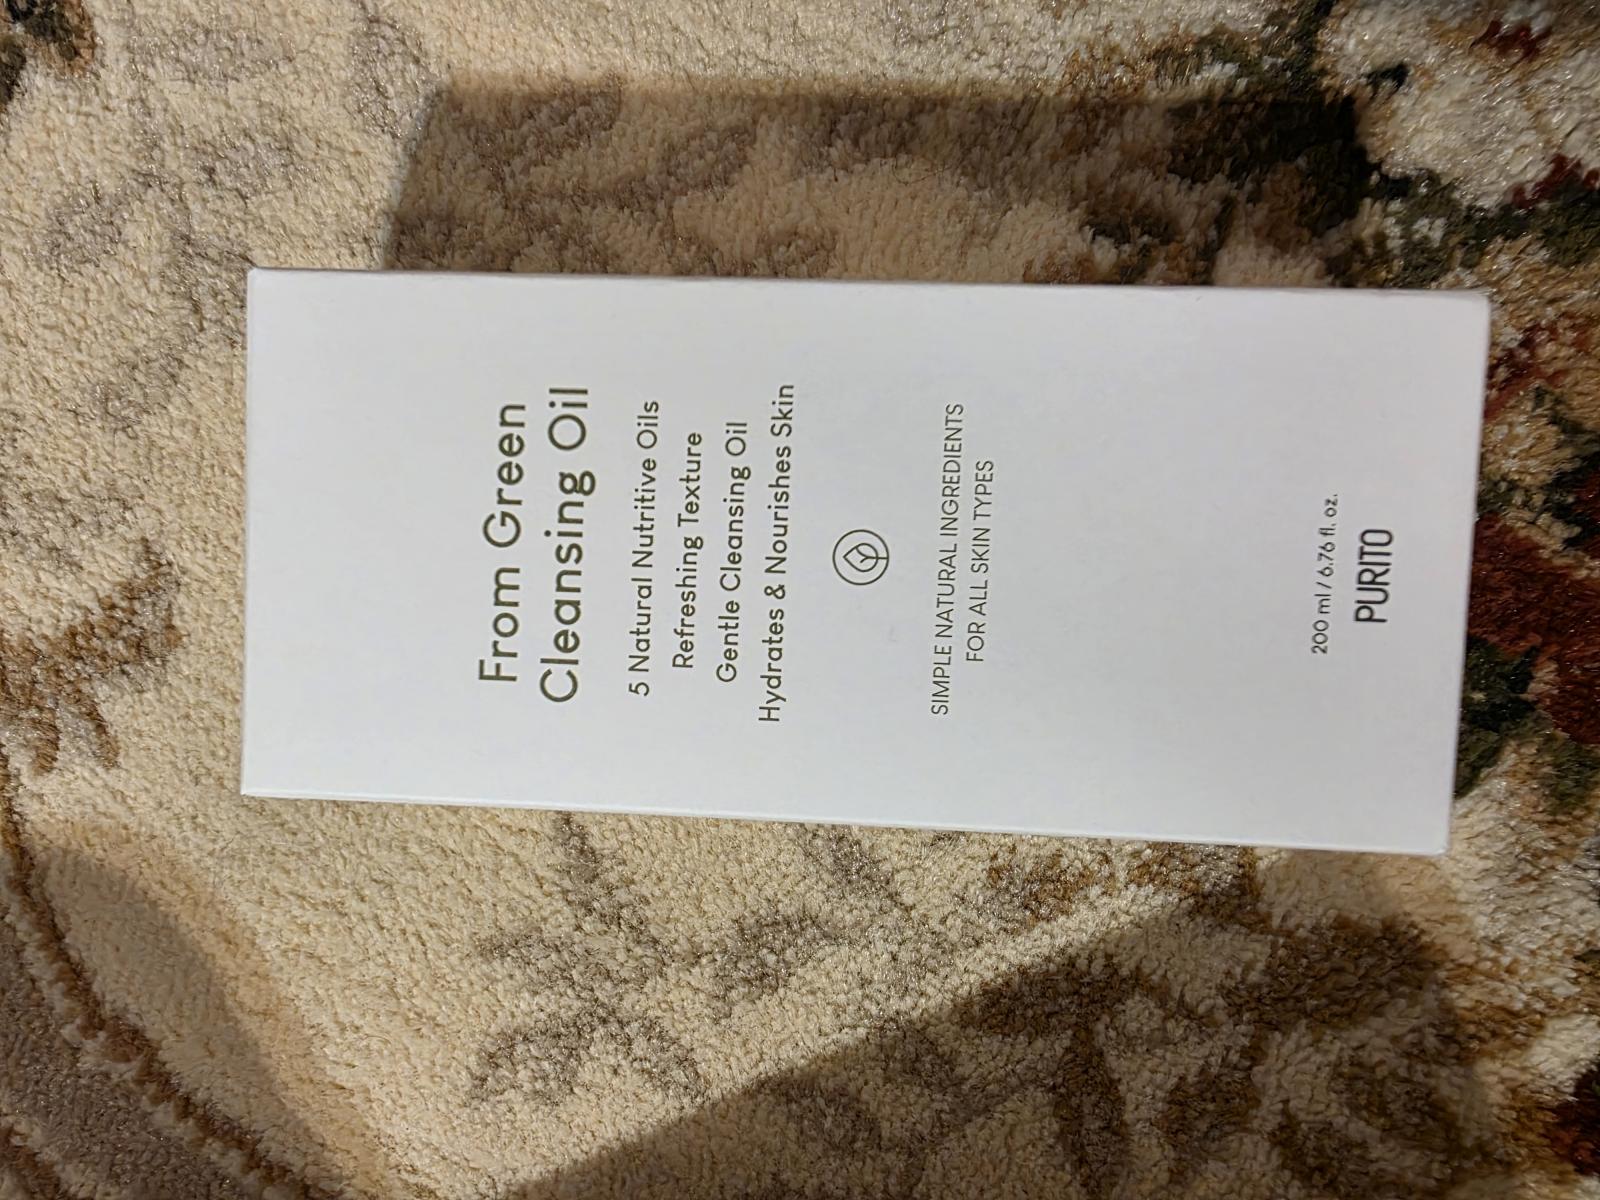 From Green
Cleansing Oil
5 Natural Nutritive Oils
Refreshing Texture
Gentle Cleansing Oil
Hydrates & Nourishes Skin
SIMPLE NATURAL INGREDIENTS
FOR ALL SKIN TYPES
200 ml / 6.76 fl. oz.
PURITO